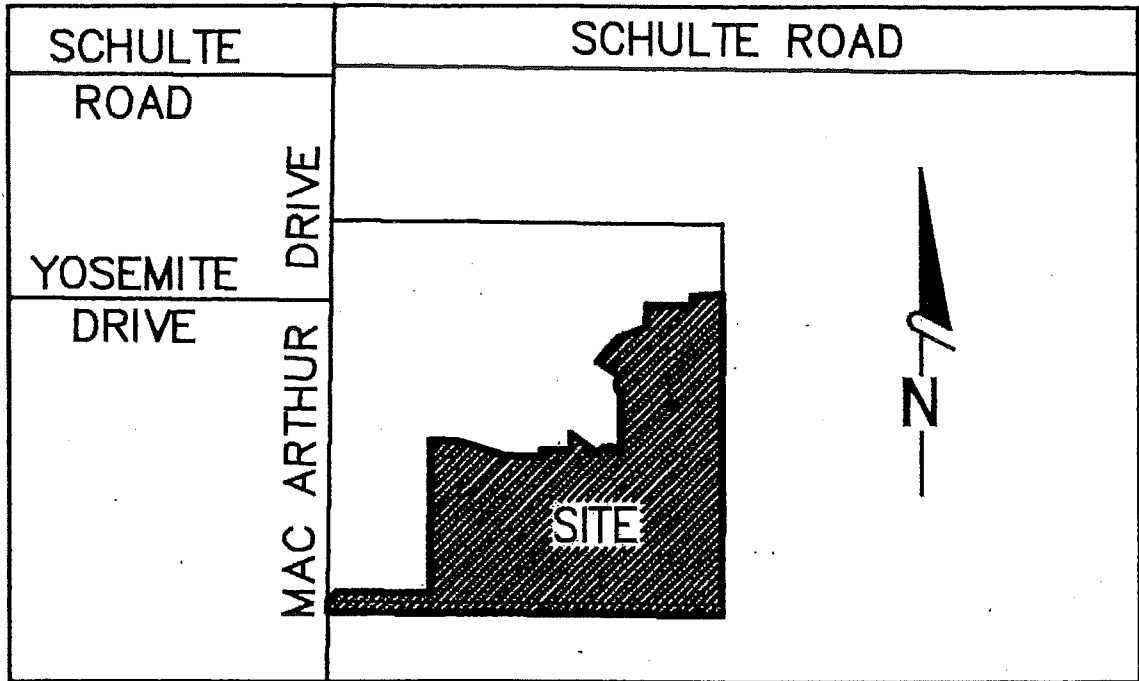 SCHULTE
ROAD
SCHULTE ROAD
YOSEMITE
DRIVE
MAC ARTHUR DRIVE
SITE
N